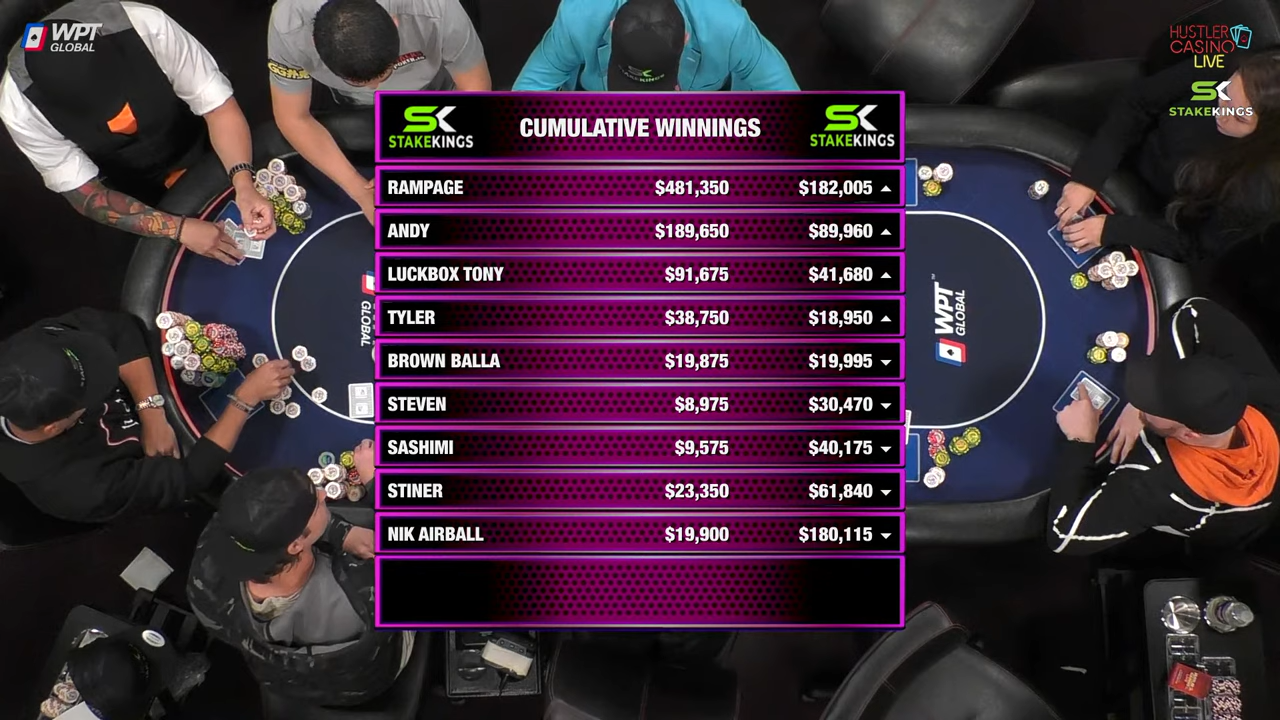 WPT GLOBAL
HUSTLER
CASINO
LIVE
SK
STAKEKINGS
SK
STAKEKINGS
CUMULATIVE WINNINGS
SK
STAKEKINGS
RAMPAGE $481,350 $182,005
ANDY $189,650 $89,960
LUCKBOX TONY $91,675 $41,680
TYLER $38,750 $18,950
BROWN BALLA $19,875 $19,995
STEVEN $8,975 $30,470
SASHIMI $9,575 $40,175
STINER $23,350 $61,840
NIK AIRBALL $19,900 $180,115
WPT GLOBAL
GLOBAL